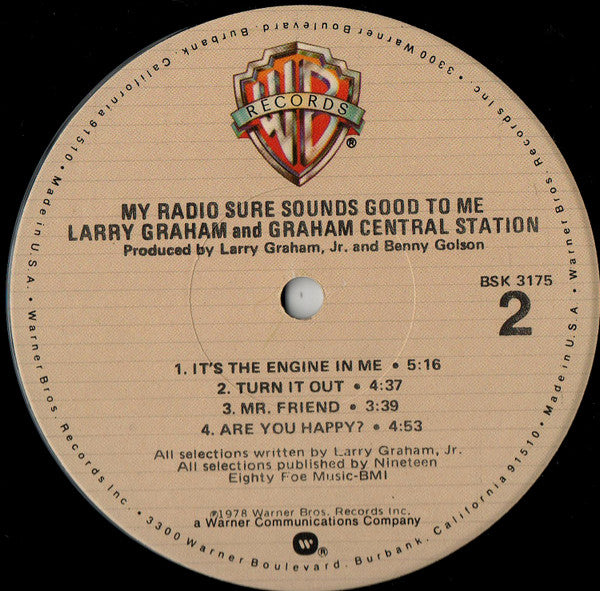 WB
RECORDS
®
MY RADIO SURE SOUNDS GOOD TO ME
LARRY GRAHAM and GRAHAM CENTRAL STATION
Produced by Larry Graham, Jr. and Benny Golson
BSK 3175
2
1. IT'S THE ENGINE IN ME • 5:16
2. TURN IT OUT • 4:37
3. MR. FRIEND • 3:39
4. ARE YOU HAPPY? • 4:53
All selections written by Larry Graham, Jr.
All selections published by Nineteen
Eighty Foe Music-BMI
℗1978 Warner Bros. Records Inc.
a Warner Communications Company
W ®
Made in U.S.A. • Warner Bros. Records Inc. • 3300 Warner Boulevard, Burbank, California 91510 • Made in U.S.A. • Warner Bros. Records Inc. • 3300 Warner Boulevard, Burbank, California 91510 •